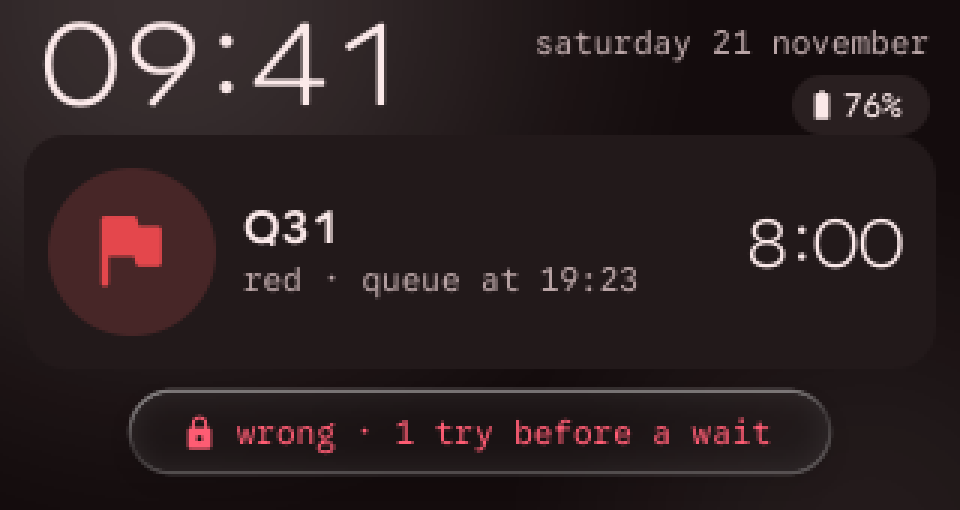 09:41
saturday 21 november
76%
Q31
red · queue at 19:23
8:00
wrong · 1 try before a wait